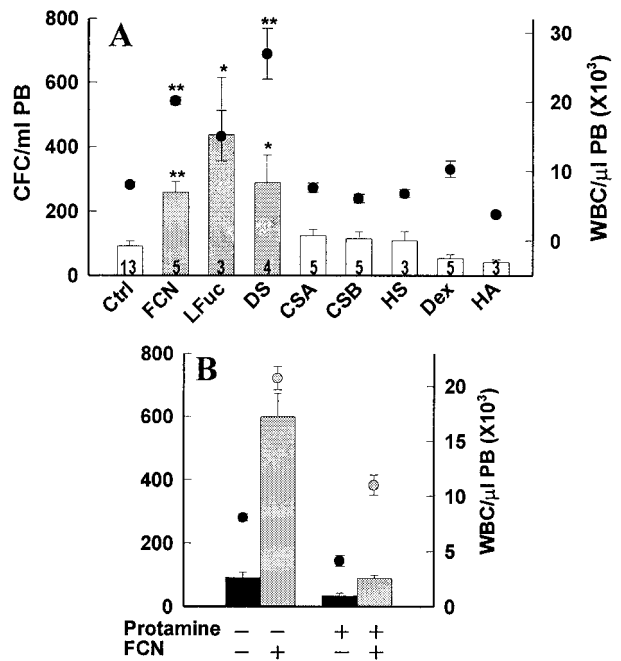 A
CFC/ml PB
800
600
400
200
0
WBC/µl PB (X10³)
30
20
10
0
** ** * ** *
13 5 3 4 5 5 3 5 3
Ctrl FCN LFuc DS CSA CSB HS Dex HA
B
800
600
400
200
0
WBC/µl PB (X10³)
20
15
10
5
0
Protamine − − + +
FCN − + − +